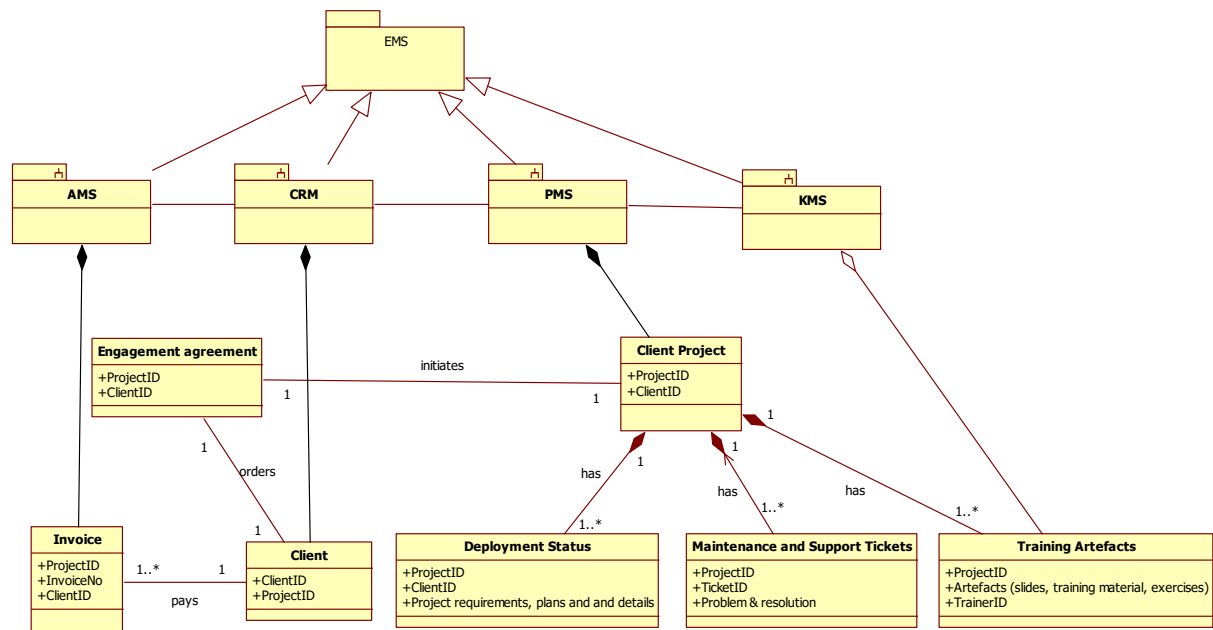 EMS
AMS
CRM
PMS
KMS
Engagement agreement
+ProjectID
+ClientID
initiates
1
1
Client Project
+ProjectID
+ClientID
1
orders
1
1
has
1
has
1
has
1..*
1..*
1..*
Invoice
+ProjectID
+InvoiceNo
+ClientID
1..*
1
pays
Client
+ClientID
+ProjectID
Deployment Status
+ProjectID
+ClientID
+Project requirements, plans and and details
Maintenance and Support Tickets
+ProjectID
+TicketID
+Problem & resolution
Training Artefacts
+ProjectID
+Artefacts (slides, training material, exercises)
+TrainerID